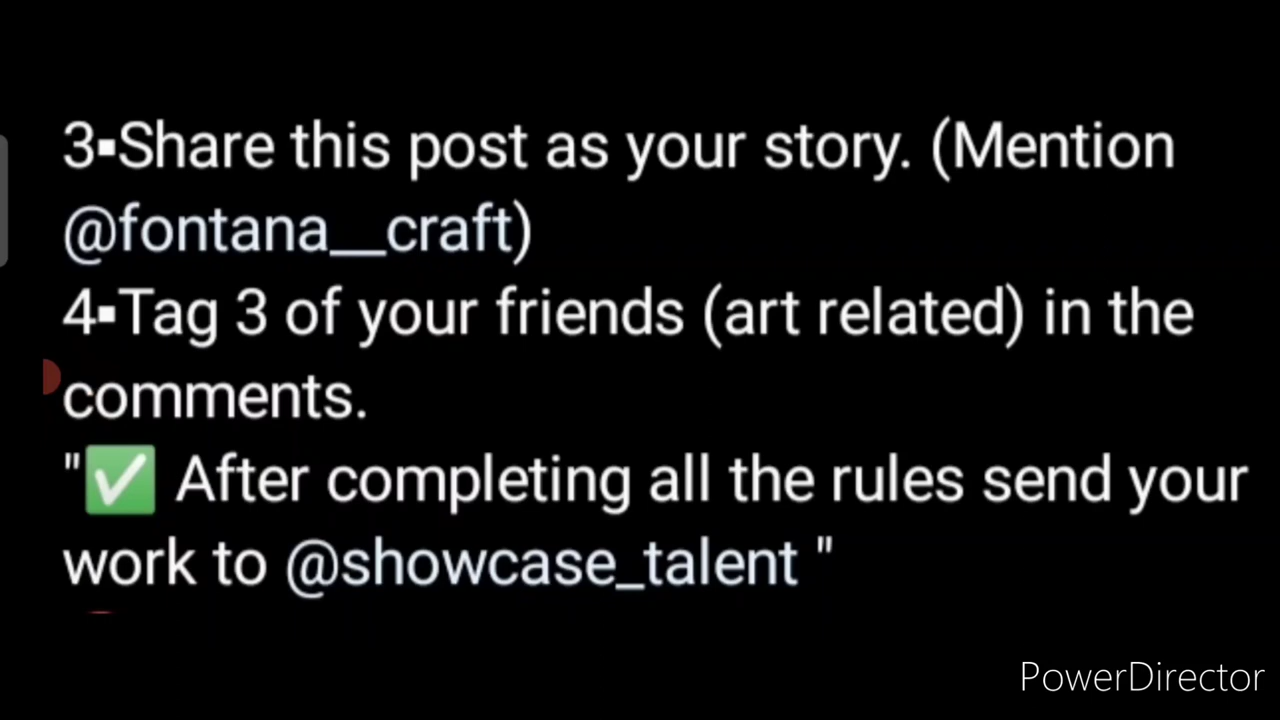 3▪Share this post as your story. (Mention
@fontana__craft)
4▪Tag 3 of your friends (art related) in the
comments.
"✅ After completing all the rules send your
work to @showcase_talent "
PowerDirector